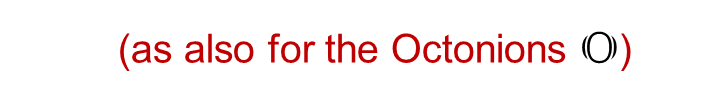 (as also for the Octonions 𝕆)